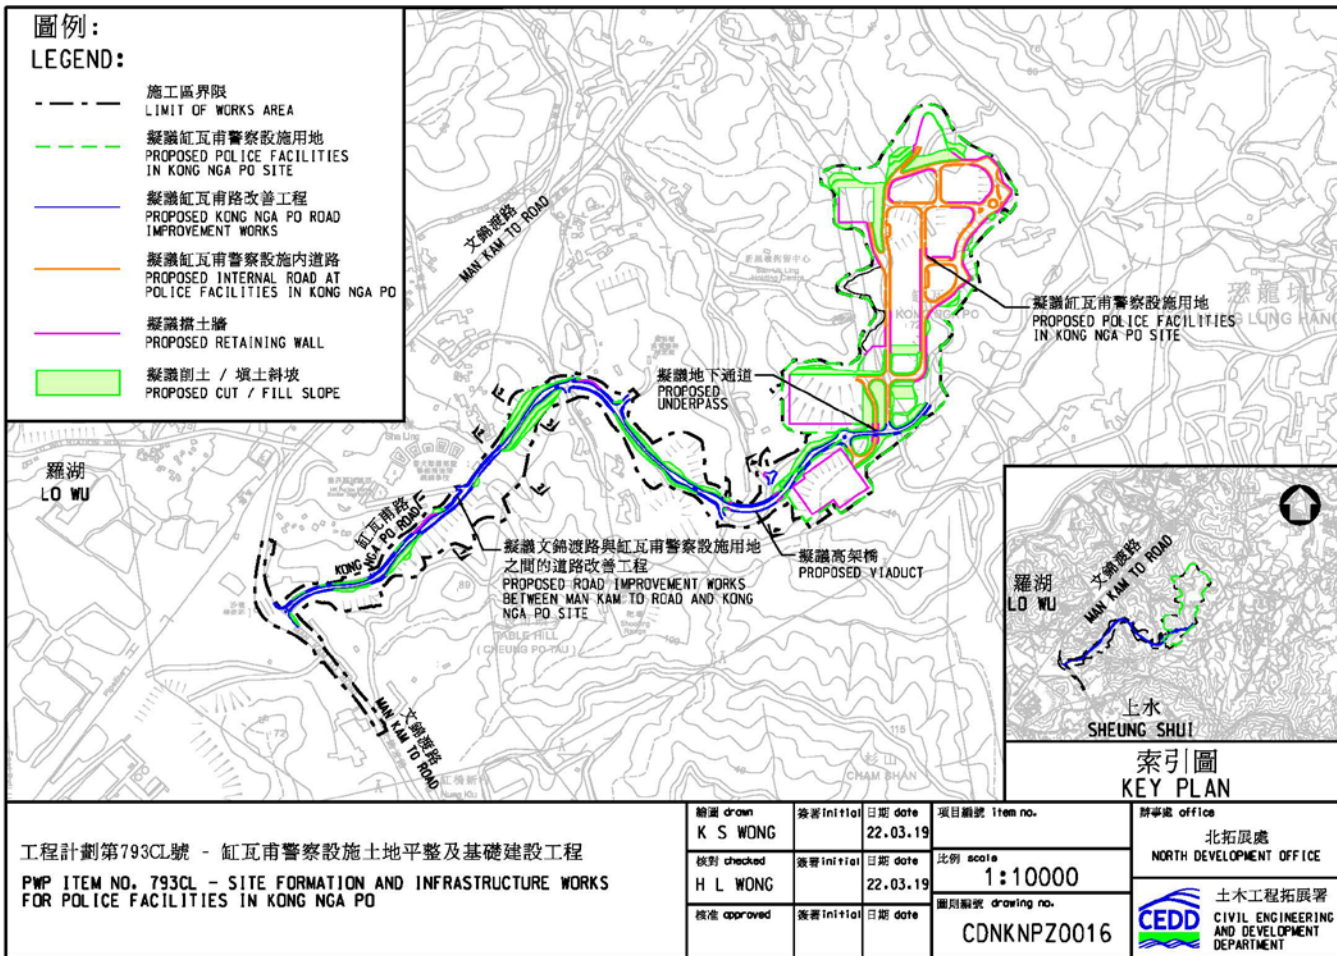 圖例:
LEGEND:
施工區界限
LIMIT OF WORKS AREA
擬議缸瓦甫警察設施用地
PROPOSED POLICE FACILITIES
IN KONG NGA PO SITE
擬議缸瓦甫路改善工程
PROPOSED KONG NGA PO ROAD
IMPROVEMENT WORKS
擬議缸瓦甫警察設施內道路
PROPOSED INTERNAL ROAD AT
POLICE FACILITIES IN KONG NGA PO
擬議擋土牆
PROPOSED RETAINING WALL
擬議削土 / 填土斜坡
PROPOSED CUT / FILL SLOPE
文錦渡路
MAN KAM TO ROAD
擬議缸瓦甫警察設施用地
PROPOSED POLICE FACILITIES
IN KONG NGA PO SITE
擬議地下通道
PROPOSED
UNDERPASS
羅湖
LO WU
缸瓦甫路
KONG NGA PO ROAD
擬議文錦渡路與缸瓦甫警察設施用地
之間的道路改善工程
PROPOSED ROAD IMPROVEMENT WORKS
BETWEEN MAN KAM TO ROAD AND KONG
NGA PO SITE
擬議高架橋
PROPOSED VIADUCT
TABLE HILL
( CHEUNG PO TAU )
文錦渡路
MAN KAM TO ROAD
杉山
CHAM SHAN
115
羅湖
LO WU
文錦渡路
MAN KAM TO ROAD
上水
SHEUNG SHUI
索引圖
KEY PLAN
工程計劃第793CL號 - 缸瓦甫警察設施土地平整及基礎建設工程
PWP ITEM NO. 793CL - SITE FORMATION AND INFRASTRUCTURE WORKS
FOR POLICE FACILITIES IN KONG NGA PO
繪圖 drawn
K S WONG
簽署 initial
日期 date
22.03.19
核對 checked
H L WONG
簽署 initial
日期 date
22.03.19
核准 approved
簽署 initial
日期 date
項目編號 item no.
比例 scale
1:10000
圖則編號 drawing no.
CDNKNPZ0016
辦事處 office
北拓展處
NORTH DEVELOPMENT OFFICE
CEDD
土木工程拓展署
CIVIL ENGINEERING
AND DEVELOPMENT
DEPARTMENT